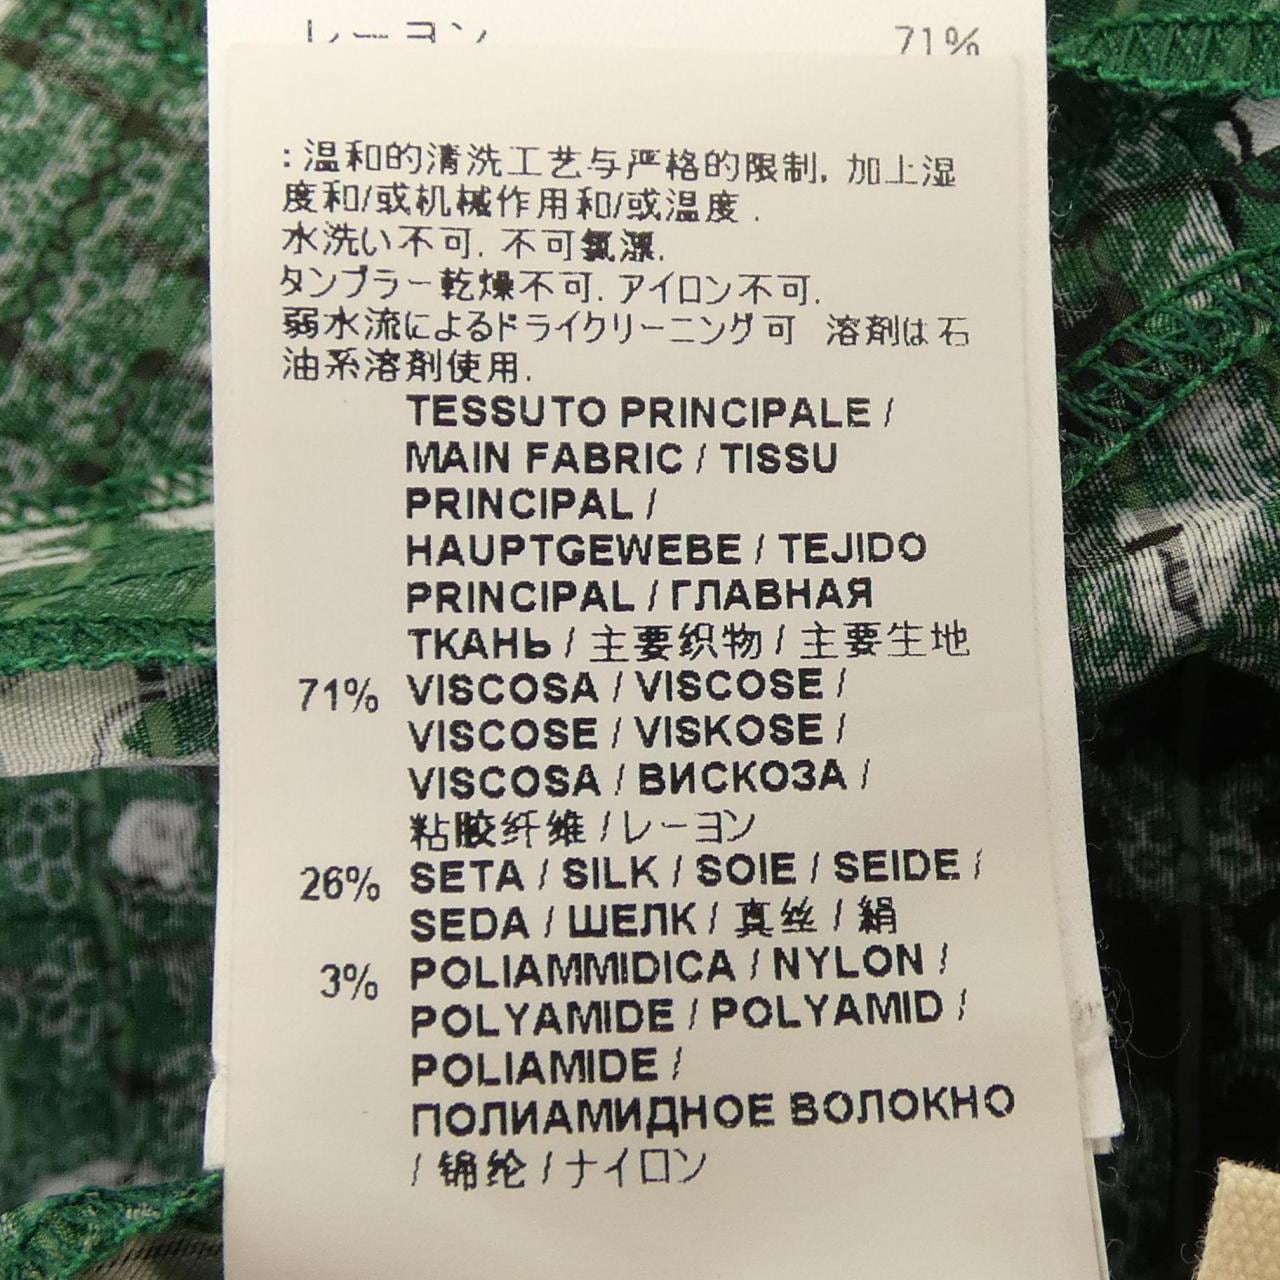 レーヨン 71%
:温和的清洗工艺与严格的限制, 加上湿
度和/或机械作用和/或温度 .
水洗い不可. 不可氯漂.
タンブラー乾燥不可. アイロン不可.
弱水流によるドライクリーニング可 溶剤は石
油系溶剤使用.
TESSUTO PRINCIPALE /
MAIN FABRIC / TISSU
PRINCIPAL /
HAUPTGEWEBE / TEJIDO
PRINCIPAL / ГЛАВНАЯ
ТКАНЬ / 主要织物 / 主要生地
71% VISCOSA / VISCOSE /
VISCOSE / VISKOSE /
VISCOSA / ВИСКОЗА /
粘胶纤维 / レーヨン
26% SETA / SILK / SOIE / SEIDE /
SEDA / ШЕЛК / 真丝 / 絹
3% POLIAMMIDICA / NYLON /
POLYAMIDE / POLYAMID /
POLIAMIDE /
ПОЛИАМИДНОЕ ВОЛОКНО
/ 锦纶 / ナイロン